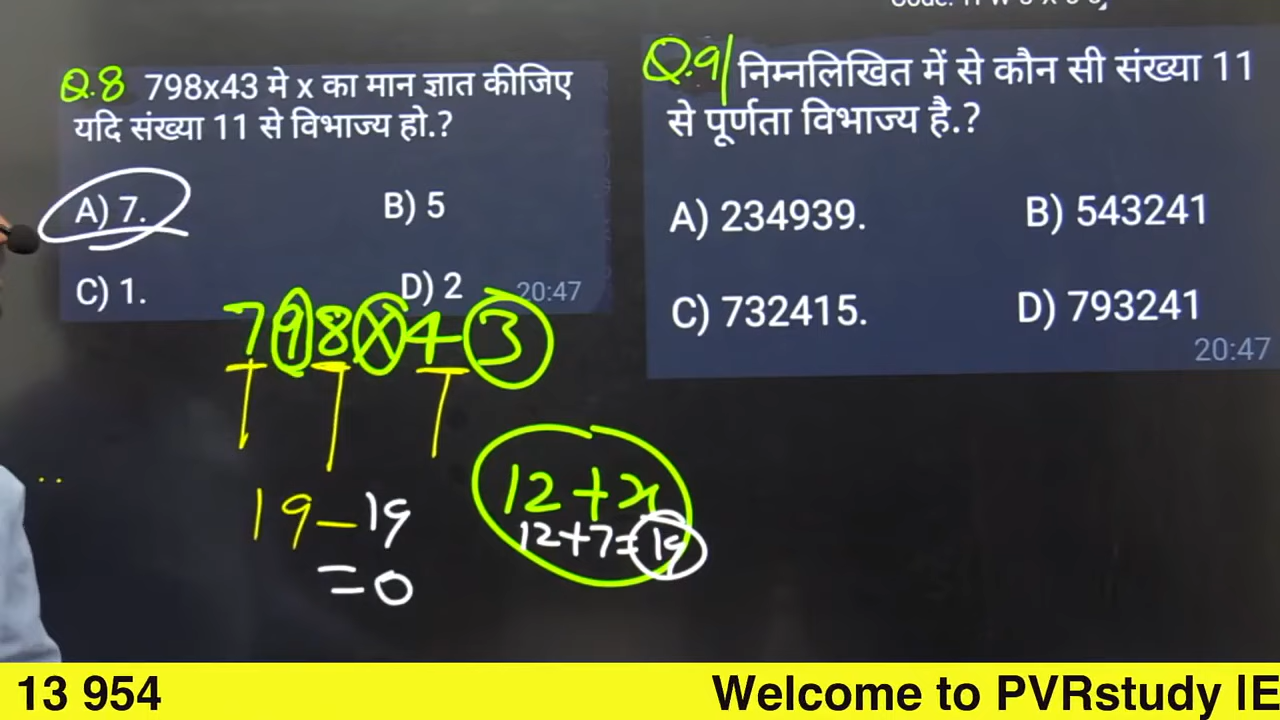 Q.8 798x43 मे x का मान ज्ञात कीजिए
यदि संख्या 11 से विभाज्य हो.?
A) 7. B) 5
C) 1. D) 2
20:47
798x43
19-19
=0
12+x
12+7=19
Q.9 निम्नलिखित में से कौन सी संख्या 11
से पूर्णता विभाज्य है.?
A) 234939. B) 543241
C) 732415. D) 793241
20:47
13 954 Welcome to PVRstudy IE